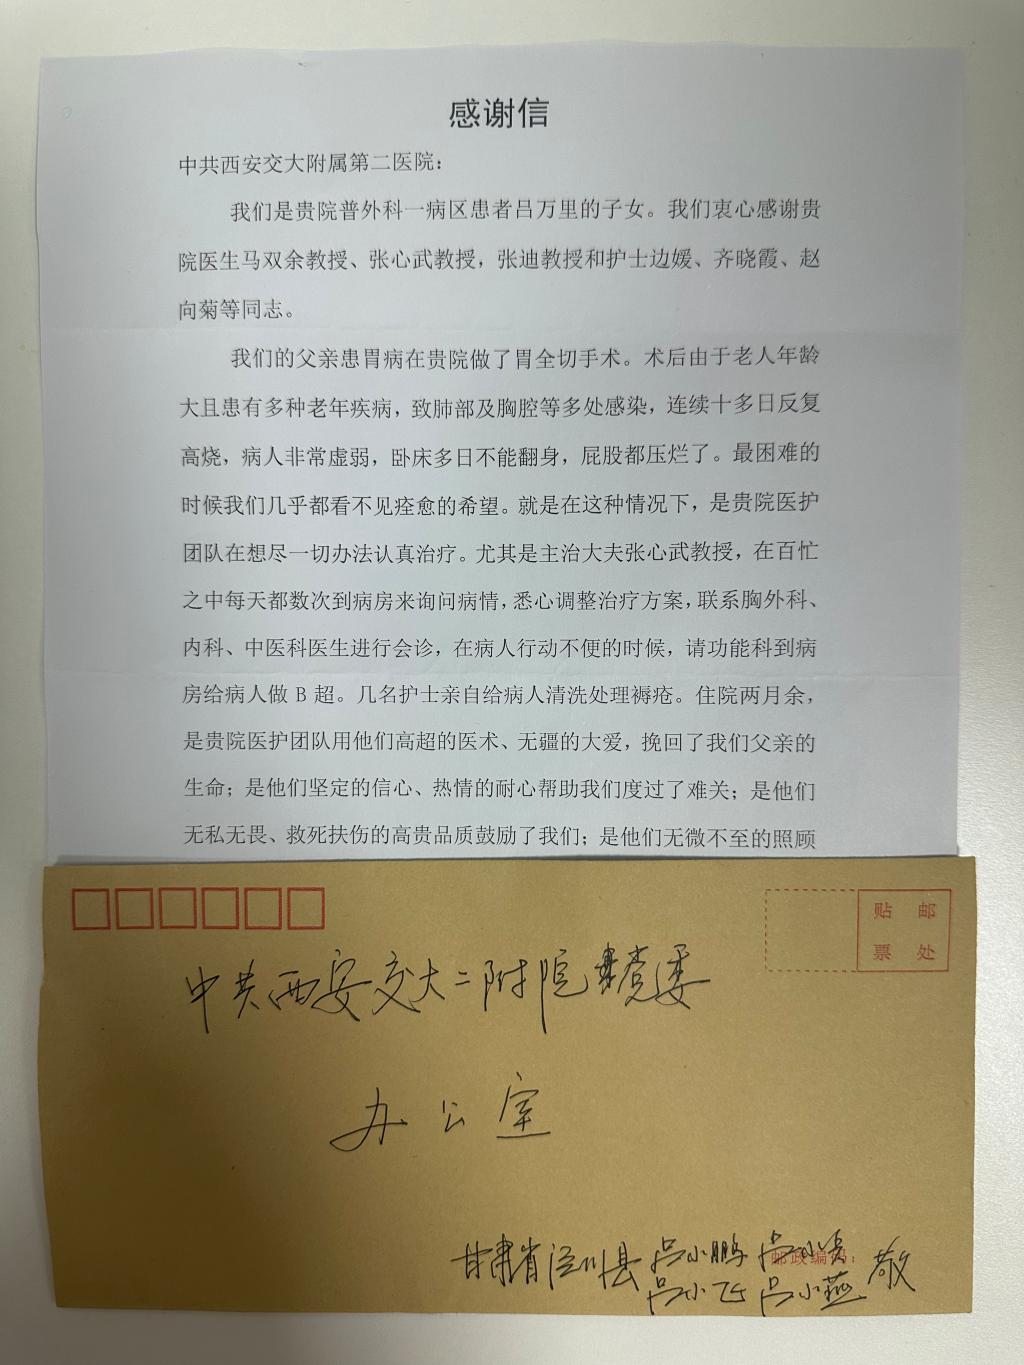 感谢信
中共西安交大附属第二医院：
我们是贵院普外科一病区患者吕万里的子女。我们衷心感谢贵
院医生马双余教授、张心武教授，张迪教授和护士边媛、齐晓霞、赵
向菊等同志。
我们的父亲患胃病在贵院做了胃全切手术。术后由于老人年龄
大且患有多种老年疾病，致肺部及胸腔等多处感染，连续十多日反复
高烧，病人非常虚弱，卧床多日不能翻身，屁股都压烂了。最困难的
时候我们几乎都看不见痊愈的希望。就是在这种情况下，是贵院医护
团队在想尽一切办法认真治疗。尤其是主治大夫张心武教授，在百忙
之中每天都数次到病房来询问病情，悉心调整治疗方案，联系胸外科、
内科、中医科医生进行会诊，在病人行动不便的时候，请功能科到病
房给病人做 B 超。几名护士亲自给病人清洗处理褥疮。住院两月余，
是贵院医护团队用他们高超的医术、无疆的大爱，挽回了我们父亲的
生命；是他们坚定的信心、热情的耐心帮助我们度过了难关；是他们
无私无畏、救死扶伤的高贵品质鼓励了我们；是他们无微不至的照顾
贴 邮
票 处
中共西安交大二附院党委
办公室
甘肃省泾川县 吕小鹏 吕小 敬
吕小飞 吕小燕
邮政编码：